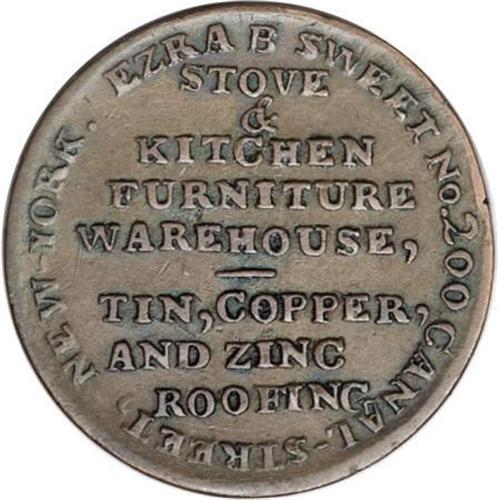 EZRA B SWEET No. 200 CANAL-STREET, NEW-YORK.
STOVE
&
KITCHEN
FURNITURE
WAREHOUSE,
TIN, COPPER,
AND ZINC
ROOFING